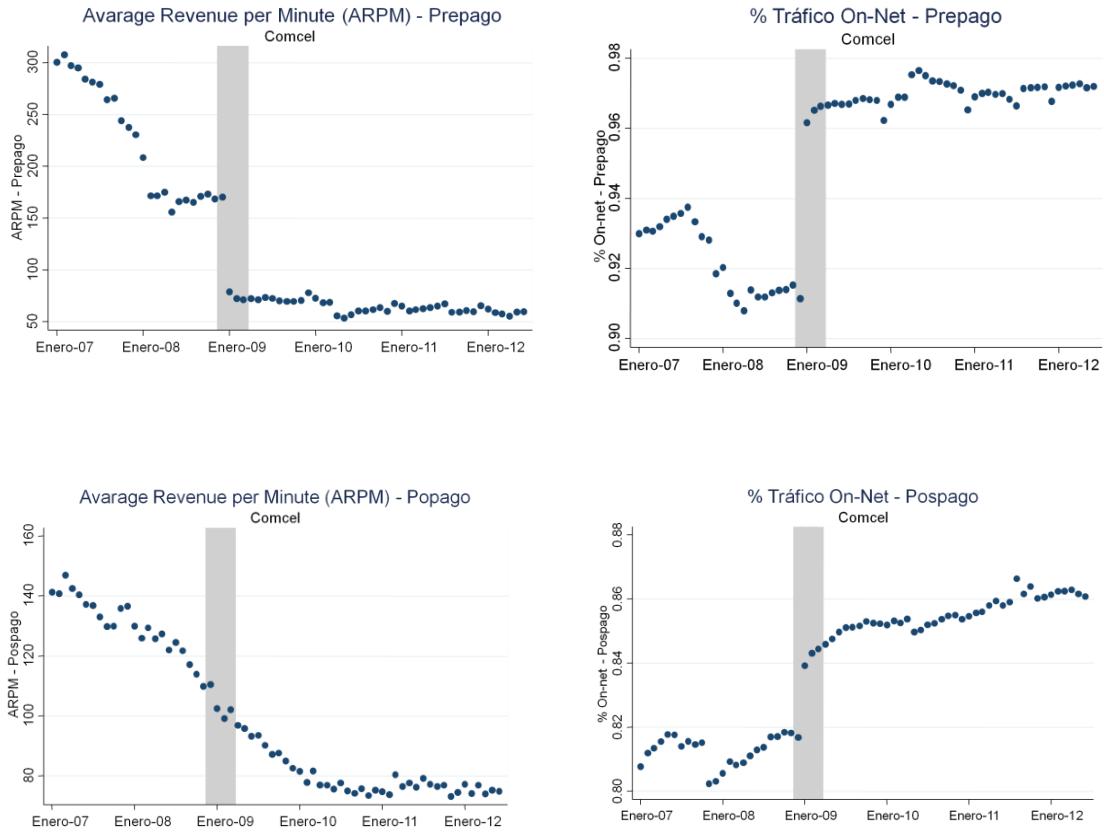 Avarage Revenue per Minute (ARPM) - Prepago
Comcel
ARPM - Prepago
300
250
200
150
100
50
Enero-07 Enero-08 Enero-09 Enero-10 Enero-11 Enero-12
% Tráfico On-Net - Prepago
Comcel
% On-net - Prepago
0.98
0.96
0.94
0.92
0.90
Enero-07 Enero-08 Enero-09 Enero-10 Enero-11 Enero-12
Avarage Revenue per Minute (ARPM) - Popago
Comcel
ARPM - Pospago
160
140
120
100
80
Enero-07 Enero-08 Enero-09 Enero-10 Enero-11 Enero-12
% Tráfico On-Net - Pospago
Comcel
% On-net - Pospago
0.88
0.86
0.84
0.82
0.80
Enero-07 Enero-08 Enero-09 Enero-10 Enero-11 Enero-12